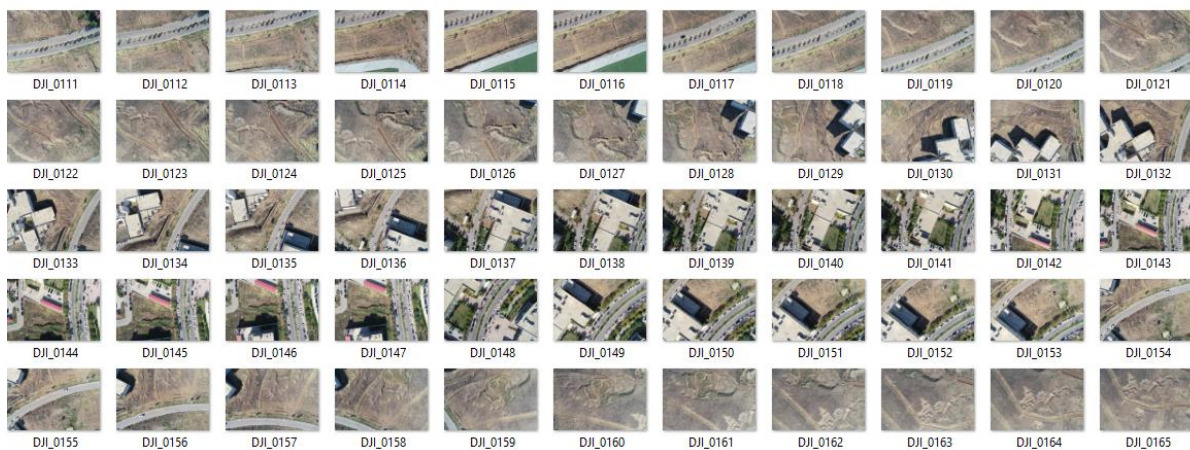 DJI_0111 DJI_0112 DJI_0113 DJI_0114 DJI_0115 DJI_0116 DJI_0117 DJI_0118 DJI_0119 DJI_0120 DJI_0121
DJI_0122 DJI_0123 DJI_0124 DJI_0125 DJI_0126 DJI_0127 DJI_0128 DJI_0129 DJI_0130 DJI_0131 DJI_0132
DJI_0133 DJI_0134 DJI_0135 DJI_0136 DJI_0137 DJI_0138 DJI_0139 DJI_0140 DJI_0141 DJI_0142 DJI_0143
DJI_0144 DJI_0145 DJI_0146 DJI_0147 DJI_0148 DJI_0149 DJI_0150 DJI_0151 DJI_0152 DJI_0153 DJI_0154
DJI_0155 DJI_0156 DJI_0157 DJI_0158 DJI_0159 DJI_0160 DJI_0161 DJI_0162 DJI_0163 DJI_0164 DJI_0165